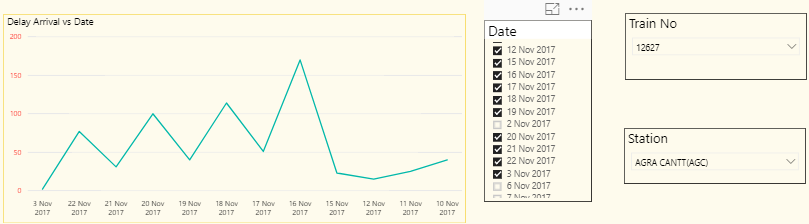 Delay Arrival vs Date
200
150
100
50
0
3 Nov 2017
22 Nov 2017
21 Nov 2017
20 Nov 2017
19 Nov 2017
18 Nov 2017
17 Nov 2017
16 Nov 2017
15 Nov 2017
12 Nov 2017
11 Nov 2017
10 Nov 2017
Date
12 Nov 2017
15 Nov 2017
16 Nov 2017
17 Nov 2017
18 Nov 2017
19 Nov 2017
2 Nov 2017
20 Nov 2017
21 Nov 2017
22 Nov 2017
3 Nov 2017
6 Nov 2017
7 Nov 2017
Train No
12627
Station
AGRA CANTT(AGC)